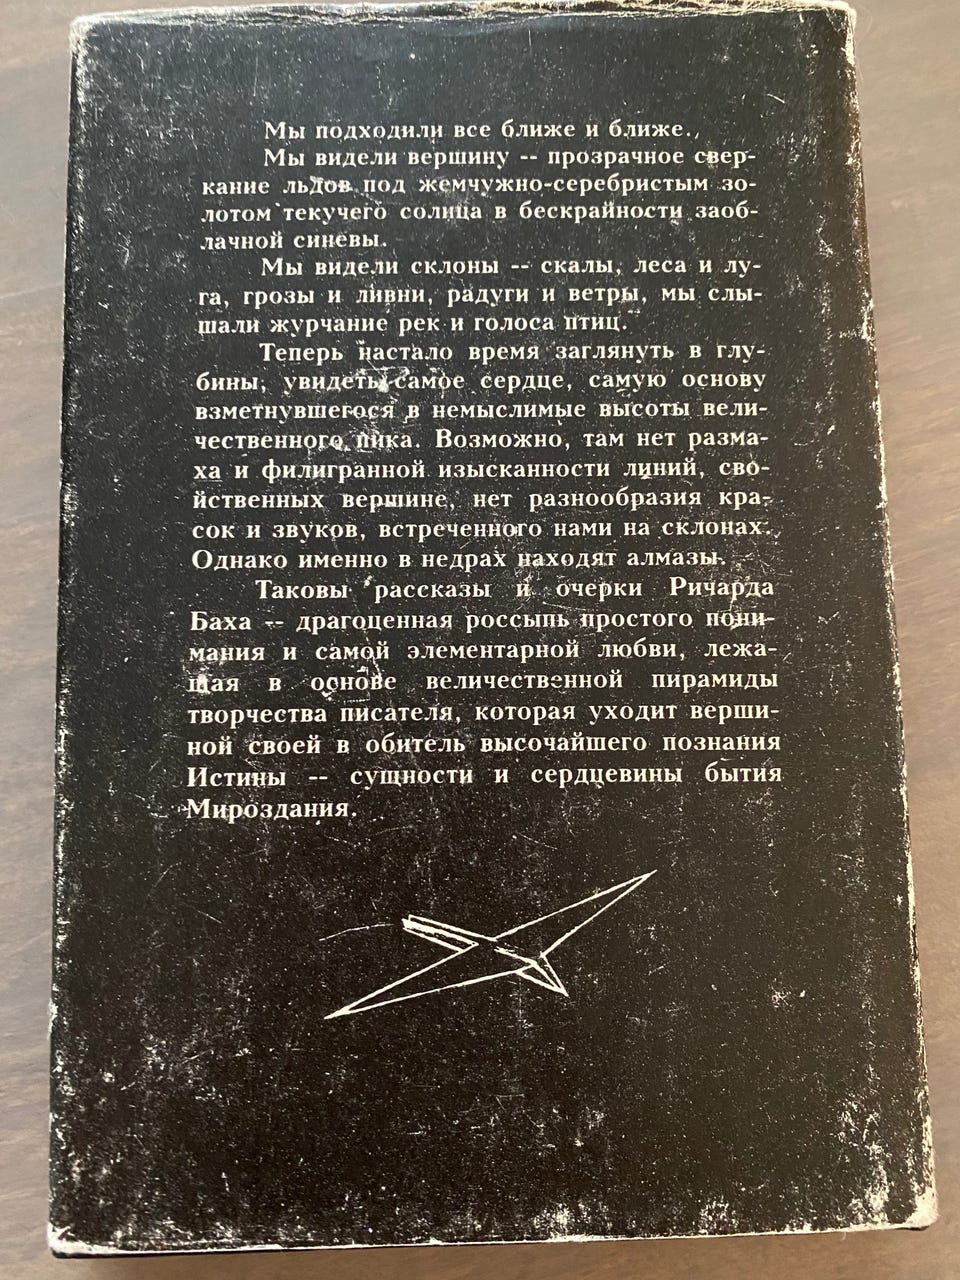 Мы подходили все ближе и ближе.
Мы видели вершину -- прозрачное свер-
кание льдов под жемчужно-серебристым зо-
лотом текучего солнца в бескрайности заоб-
лачной синевы.
Мы видели склоны -- скалы, леса и лу-
га, грозы и ливни, радуги и ветры, мы слы-
шали журчание рек и голоса птиц.
Теперь настало время заглянуть в глу-
бины, увидеть самое сердце, самую основу
взметнувшегося в немыслимые высоты вели-
чественного пика. Возможно, там нет разма-
ха и филигранной изысканности линий, сво-
йственных вершине, нет разнообразия кра-
сок и звуков, встреченного нами на склонах.
Однако именно в недрах находят алмазы.
Таковы рассказы и очерки Ричарда
Баха -- драгоценная россыпь простого пони-
мания и самой элементарной любви, лежа-
щая в основе величественной пирамиды
творчества писателя, которая уходит верши-
ной своей в обитель высочайшего познания
Истины -- сущности и сердцевины бытия
Мироздания.